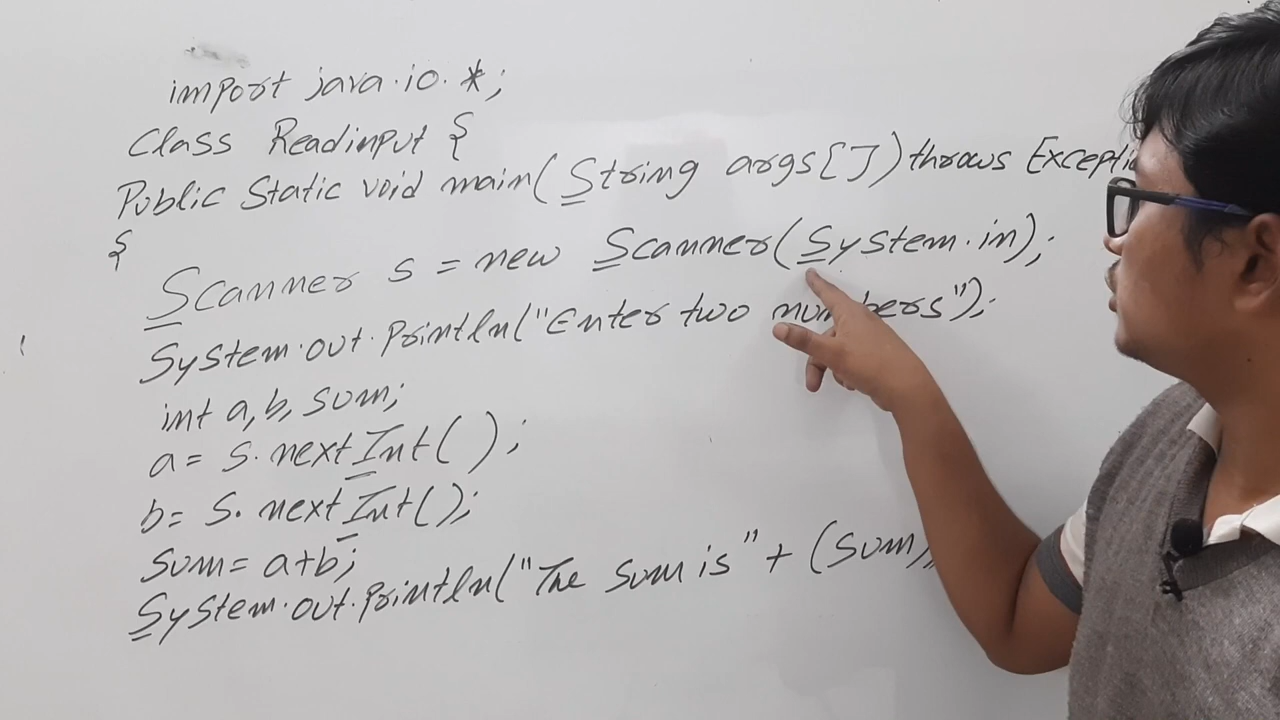 import java.io.*;
Class Readinput {
Public Static void main(String args[])throws Excepti
{
Scanner s = new Scanner(System.in);
System.out.println("Enter two numbers");
int a,b, sum;
a= s.nextInt( );
b= s.nextInt();
sum= a+b;
System.out.println("The sum is"+ (sum)